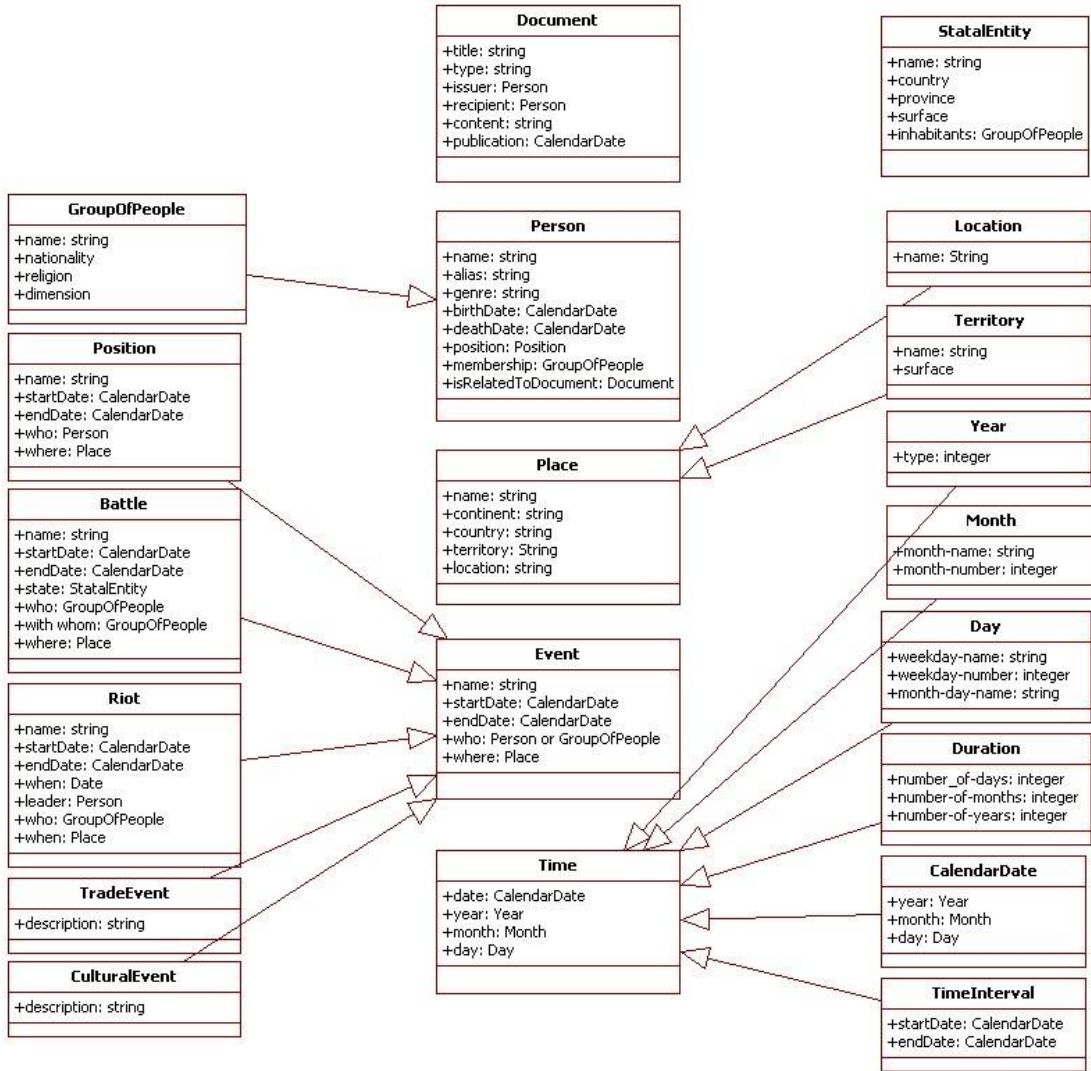 Document
+title: string
+type: string
+issuer: Person
+recipient: Person
+content: string
+publication: CalendarDate
StatalEntity
+name: string
+country
+province
+surface
+inhabitants: GroupOfPeople
GroupOfPeople
+name: string
+nationality
+religion
+dimension
Person
+name: string
+alias: string
+genre: string
+birthDate: CalendarDate
+deathDate: CalendarDate
+position: Position
+membership: GroupOfPeople
+isRelatedToDocument: Document
Location
+name: String
Territory
+name: string
+surface
Position
+name: string
+startDate: CalendarDate
+endDate: CalendarDate
+who: Person
+where: Place
Place
+name: string
+continent: string
+country: string
+territory: String
+location: string
Year
+type: integer
Month
+month-name: string
+month-number: integer
Battle
+name: string
+startDate: CalendarDate
+endDate: CalendarDate
+state: StatalEntity
+who: GroupOfPeople
+with whom: GroupOfPeople
+where: Place
Event
+name: string
+startDate: CalendarDate
+endDate: CalendarDate
+who: Person or GroupOfPeople
+where: Place
Day
+weekday-name: string
+weekday-number: integer
+month-day-name: string
Riot
+name: string
+startDate: CalendarDate
+endDate: CalendarDate
+when: Date
+leader: Person
+who: GroupOfPeople
+when: Place
Duration
+number_of-days: integer
+number-of-months: integer
+number-of-years: integer
TradeEvent
+description: string
Time
+date: CalendarDate
+year: Year
+month: Month
+day: Day
CalendarDate
+year: Year
+month: Month
+day: Day
CulturalEvent
+description: string
TimeInterval
+startDate: CalendarDate
+endDate: CalendarDate